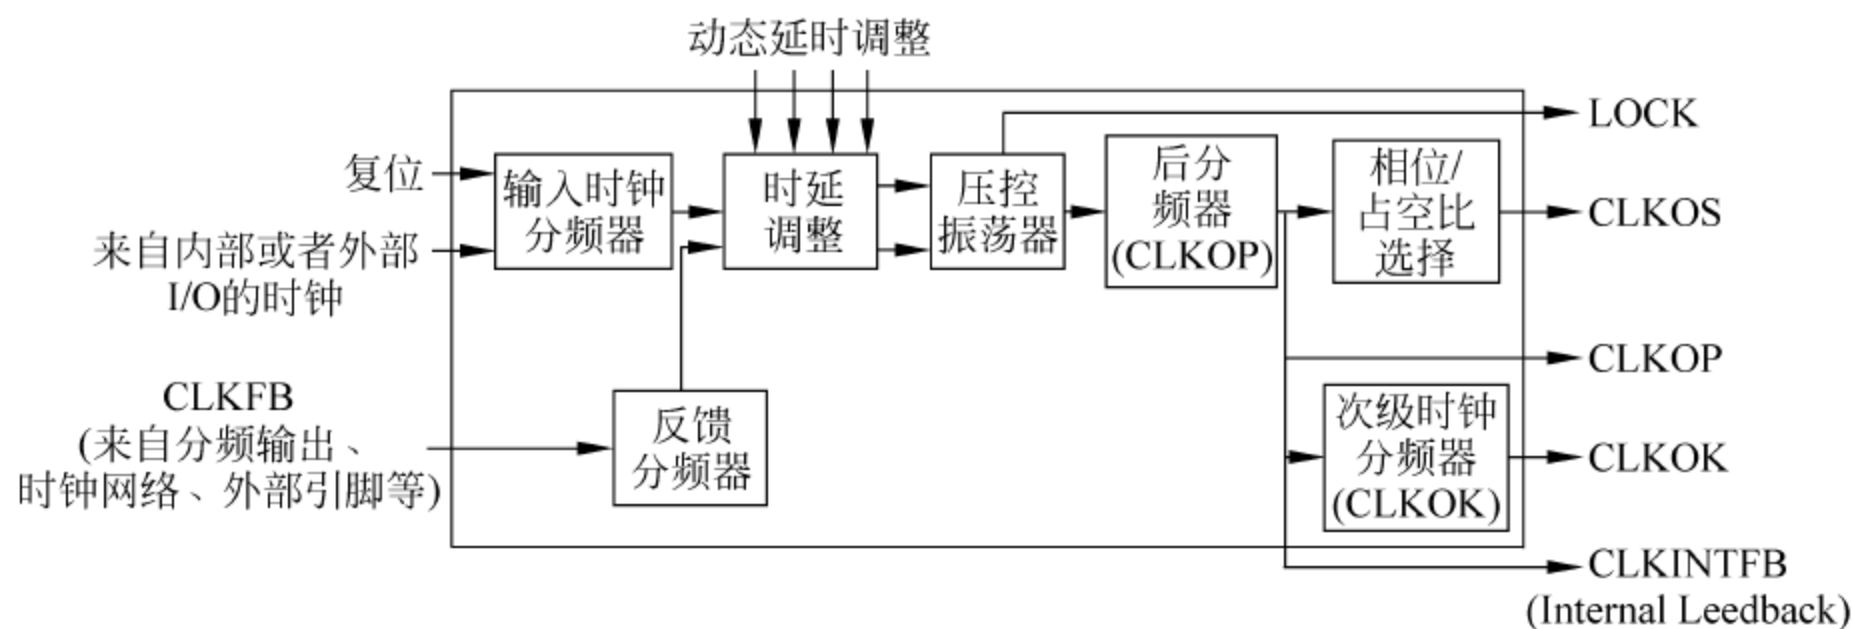 动态延时调整
LOCK
复位
输入时钟
分频器
时延
调整
压控
振荡器
后分
频器
(CLKOP)
相位/
占空比
选择
CLKOS
来自内部或者外部
I/O的时钟
CLKOP
CLKFB
(来自分频输出、
时钟网络、外部引脚等)
反馈
分频器
次级时钟
分频器
(CLKOK)
CLKOK
CLKINTFB
(Internal Leedback)